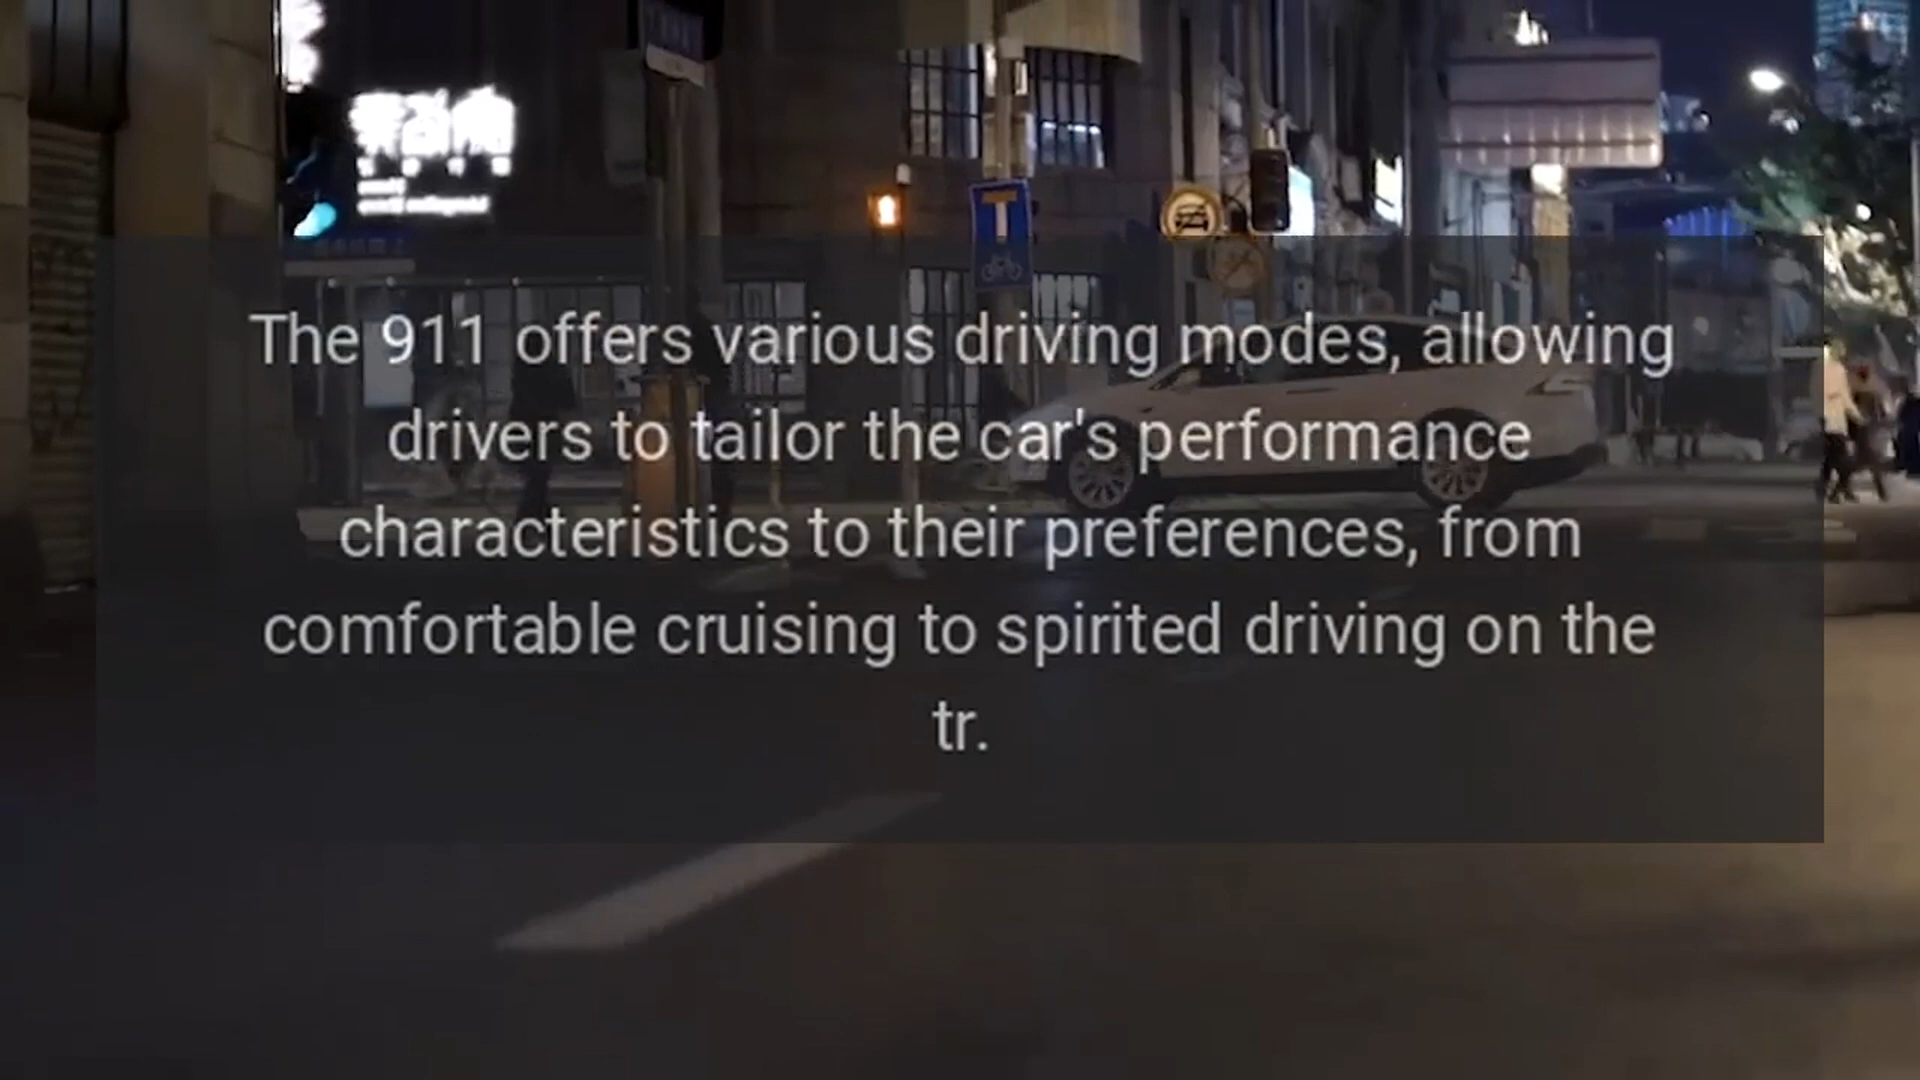 The 911 offers various driving modes, allowing
drivers to tailor the car's performance
characteristics to their preferences, from
comfortable cruising to spirited driving on the
tr.